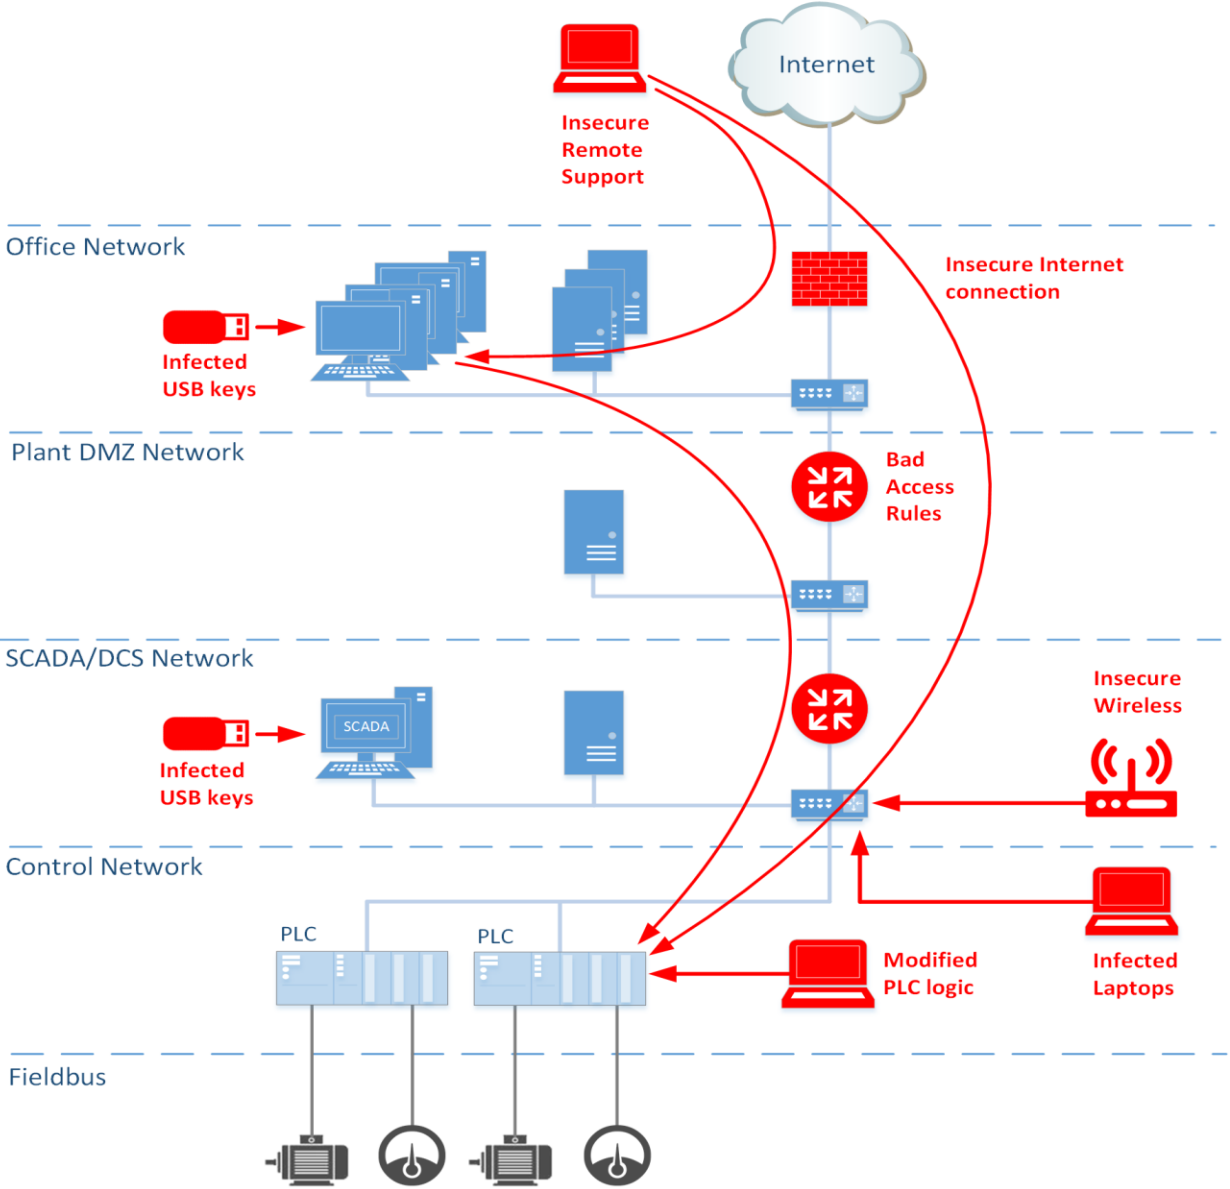 Internet
Insecure
Remote
Support
Office Network
Insecure Internet
connection
Infected
USB keys
Plant DMZ Network
Bad
Access
Rules
SCADA/DCS Network
Insecure
Wireless
SCADA
Infected
USB keys
Control Network
PLC
PLC
Modified
PLC logic
Infected
Laptops
Fieldbus